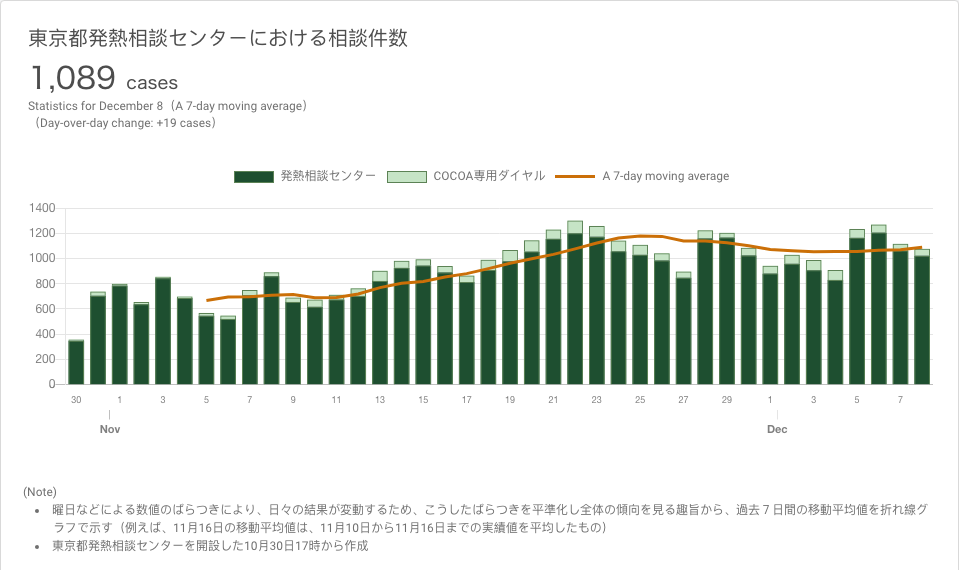 東京都発熱相談センターにおける相談件数
1,089 cases
Statistics for December 8（A 7-day moving average）
（Day-over-day change: +19 cases）
発熱相談センター COCOA専用ダイヤル A 7-day moving average
1400
1200
1000
800
600
400
200
0
30 1 3 5 7 9 11 13 15 17 19 21 23 25 27 29 1 3 5 7
Nov Dec
(Note)
• 曜日などによる数値のばらつきにより、日々の結果が変動するため、こうしたばらつきを平準化し全体の傾向を見る趣旨から、過去７日間の移動平均値を折れ線グ
ラフで示す（例えば、11月16日の移動平均値は、11月10日から11月16日までの実績値を平均したもの）
• 東京都発熱相談センターを開設した10月30日17時から作成